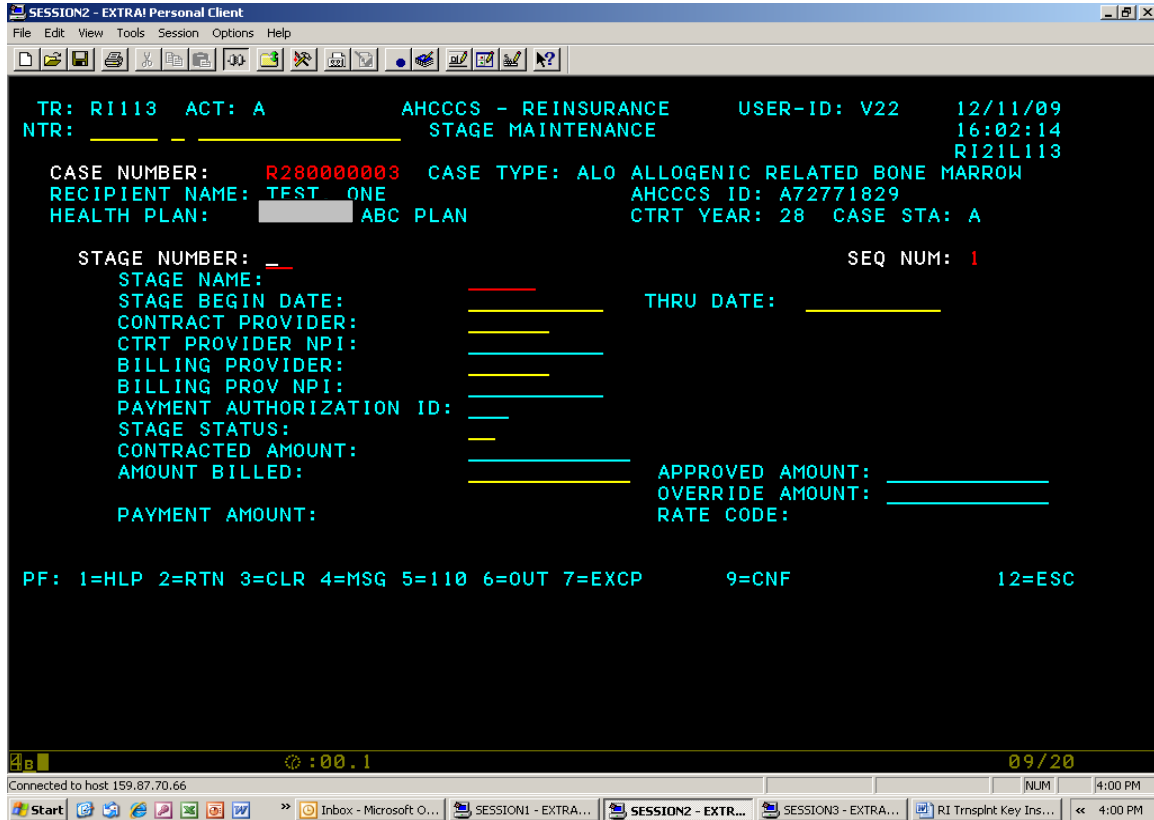 SESSION2 - EXTRA! Personal Client
File Edit View Tools Session Options Help
TR: RI113 ACT: A AHCCCS - REINSURANCE USER-ID: V22 12/11/09
NTR: STAGE MAINTENANCE 16:02:14
RI21L113
CASE NUMBER: R280000003 CASE TYPE: ALO ALLOGENIC RELATED BONE MARROW
RECIPIENT NAME: TEST ONE AHCCCS ID: A72771829
HEALTH PLAN: ABC PLAN CTRT YEAR: 28 CASE STA: A
STAGE NUMBER: SEQ NUM: 1
STAGE NAME:
STAGE BEGIN DATE: THRU DATE:
CONTRACT PROVIDER:
CTRT PROVIDER NPI:
BILLING PROVIDER:
BILLING PROV NPI:
PAYMENT AUTHORIZATION ID:
STAGE STATUS:
CONTRACTED AMOUNT:
AMOUNT BILLED: APPROVED AMOUNT:
OVERRIDE AMOUNT:
PAYMENT AMOUNT: RATE CODE:
PF: 1=HLP 2=RTN 3=CLR 4=MSG 5=110 6=OUT 7=EXCP 9=CNF 12=ESC
4B :00.1 09/20
Connected to host 159.87.70.66 NUM 4:00 PM
Start » Inbox - Microsoft O... SESSION1 - EXTRA... SESSION2 - EXTR... SESSION3 - EXTRA... RI Trnsplnt Key Ins... « 4:00 PM